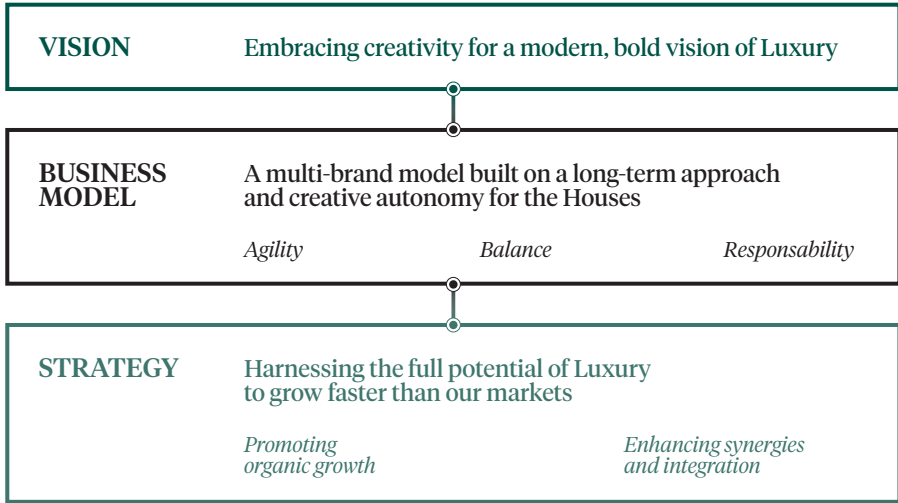 VISION
Embracing creativity for a modern, bold vision of Luxury
BUSINESS
MODEL
A multi-brand model built on a long-term approach
and creative autonomy for the Houses
Agility
Balance
Responsability
STRATEGY
Harnessing the full potential of Luxury
to grow faster than our markets
Promoting
organic growth
Enhancing synergies
and integration